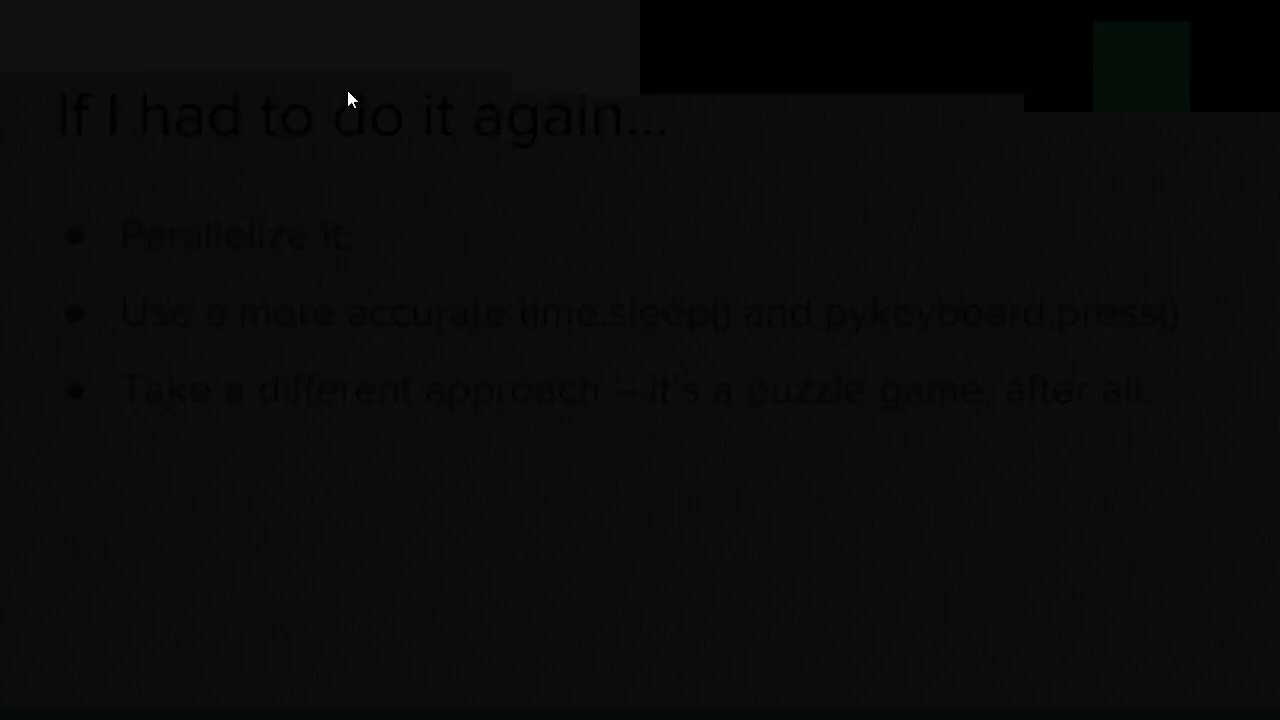 If I had to do it again...
● Parallelize it.
● Use a more accurate time.sleep() and pykeyboard.press()
● Take a different approach – it's a puzzle game, after all.